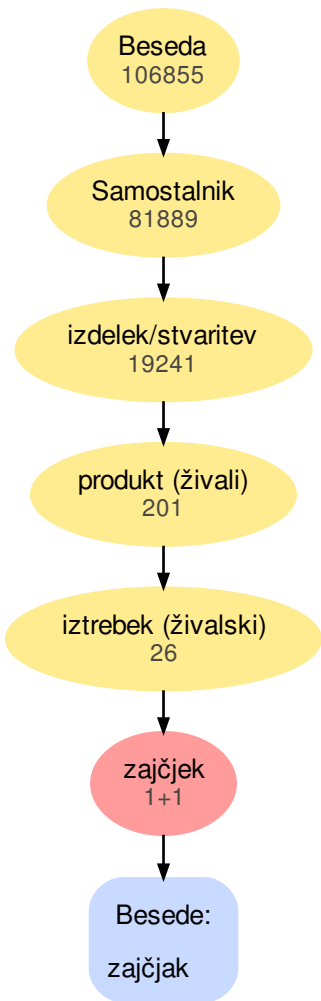 Beseda
106855
Samostalnik
81889
izdelek/stvaritev
19241
produkt (živali)
201
iztrebek (živalski)
26
zajčjek
1+1
Besede:
zajčjak